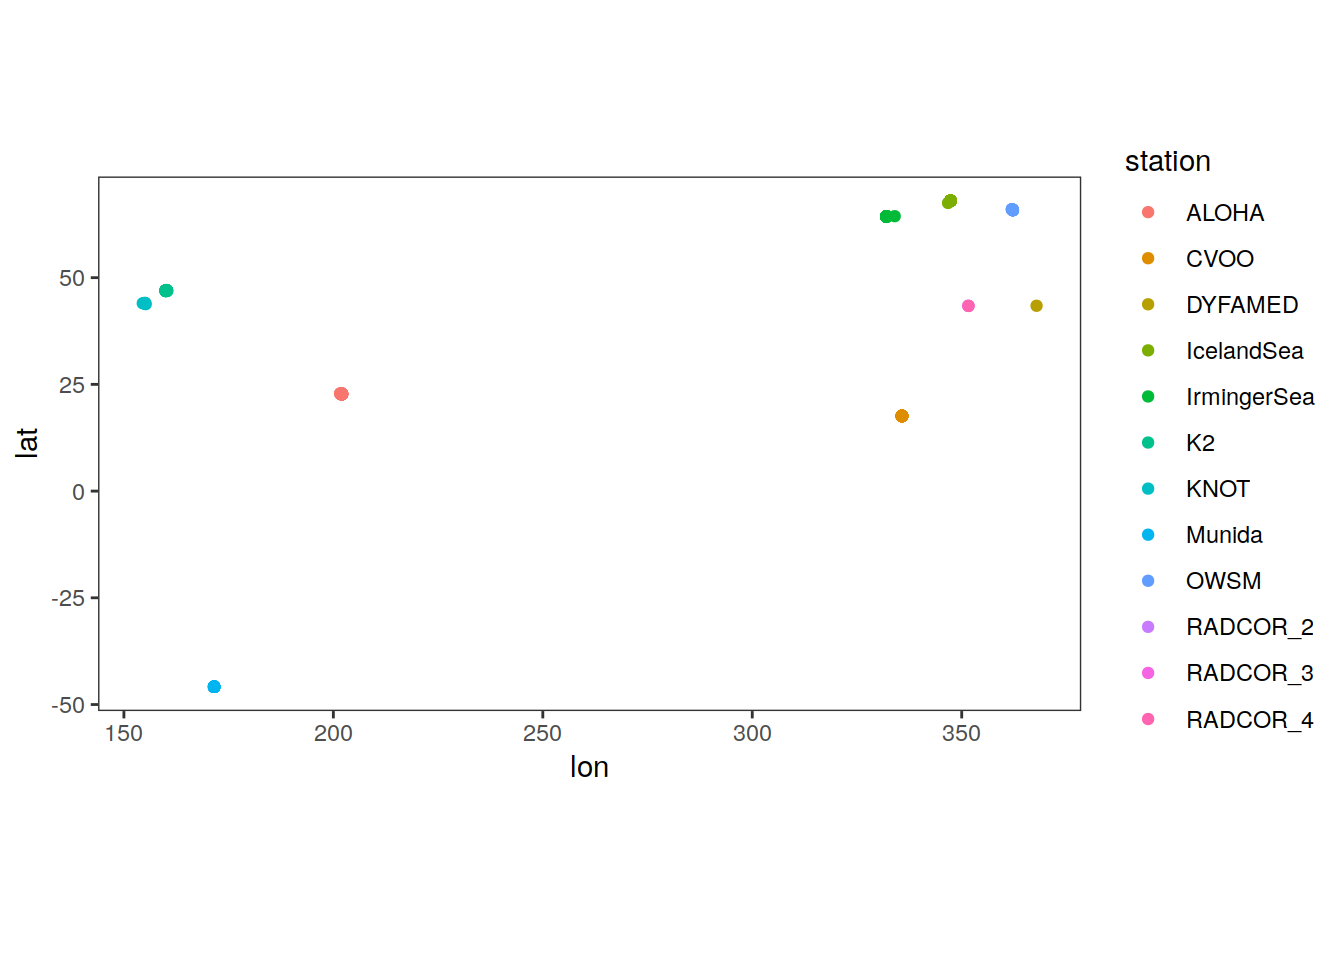 station
ALOHA
CVOO
DYFAMED
IcelandSea
IrmingerSea
K2
KNOT
Munida
OWSM
RADCOR_2
RADCOR_3
RADCOR_4
lat
50
25
0
-25
-50
150 200 250 300 350
lon